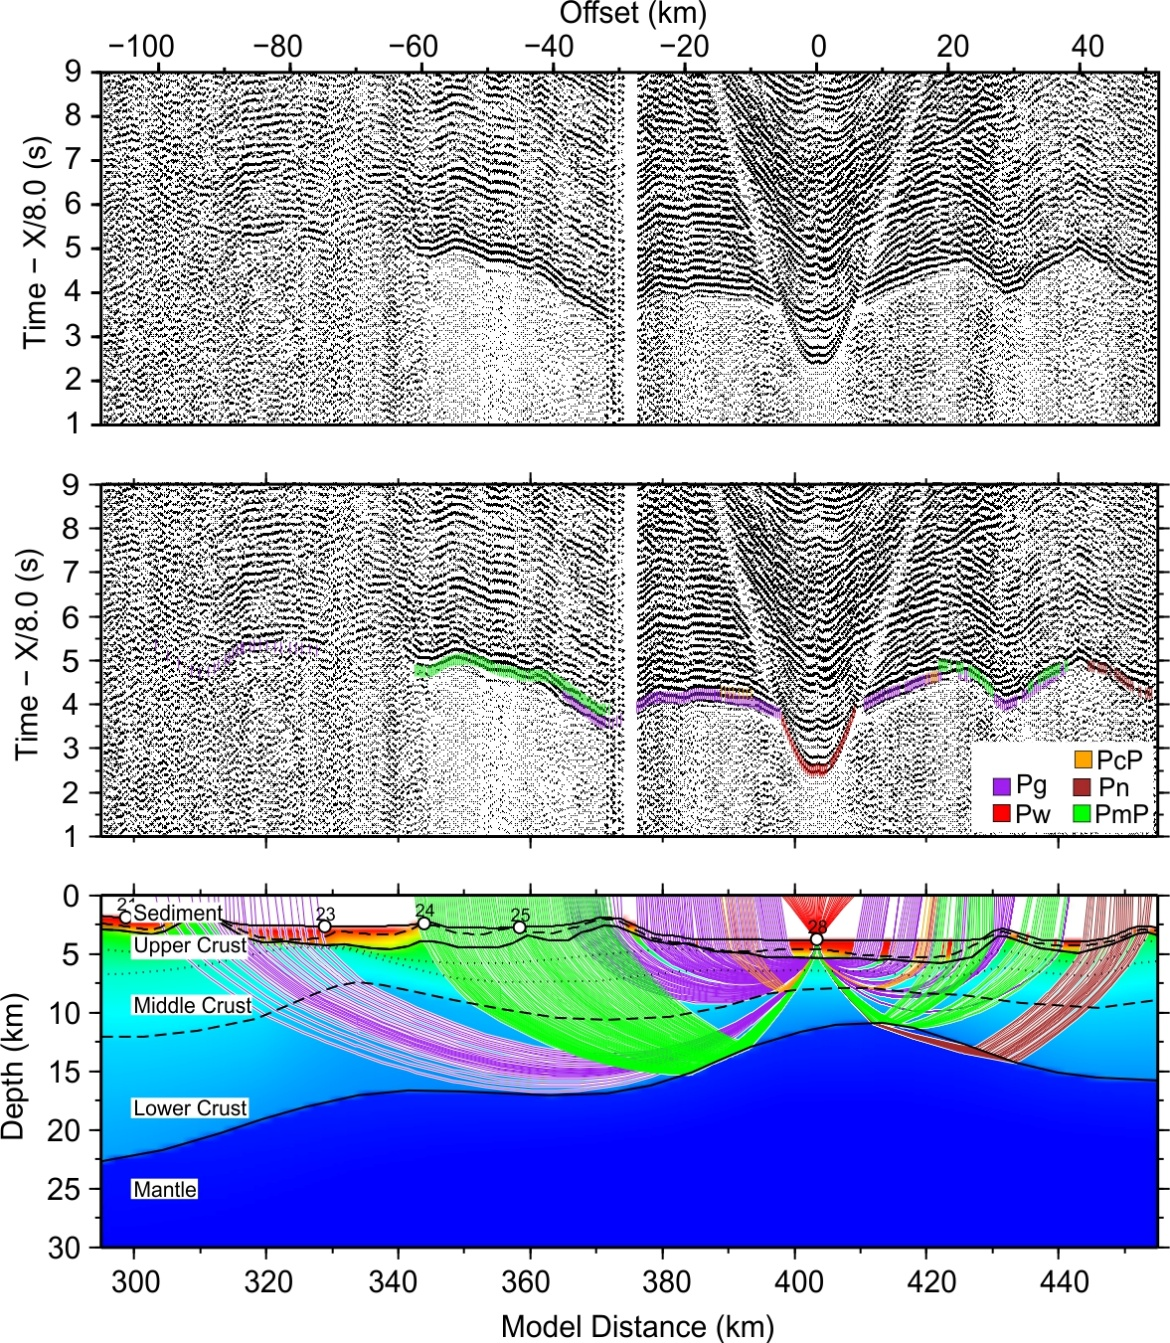 Offset (km)
−100 −80 −60 −40 −20 0 20 40
9
8
7
6
5
4
3
2
1
Time − X/8.0 (s)
9
8
7
6
5
4
3
2
1
Time − X/8.0 (s)
PcP
Pg Pn
Pw PmP
0
5
10
15
20
25
30
Depth (km)
23 24 25 28
Sediment
Upper Crust
Middle Crust
Lower Crust
Mantle
300 320 340 360 380 400 420 440
Model Distance (km)